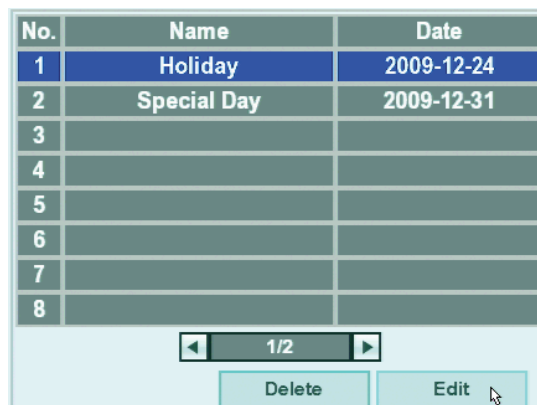 No. Name Date
1 Holiday 2009-12-24
2 Special Day 2009-12-31
3
4
5
6
7
8
1/2
Delete Edit